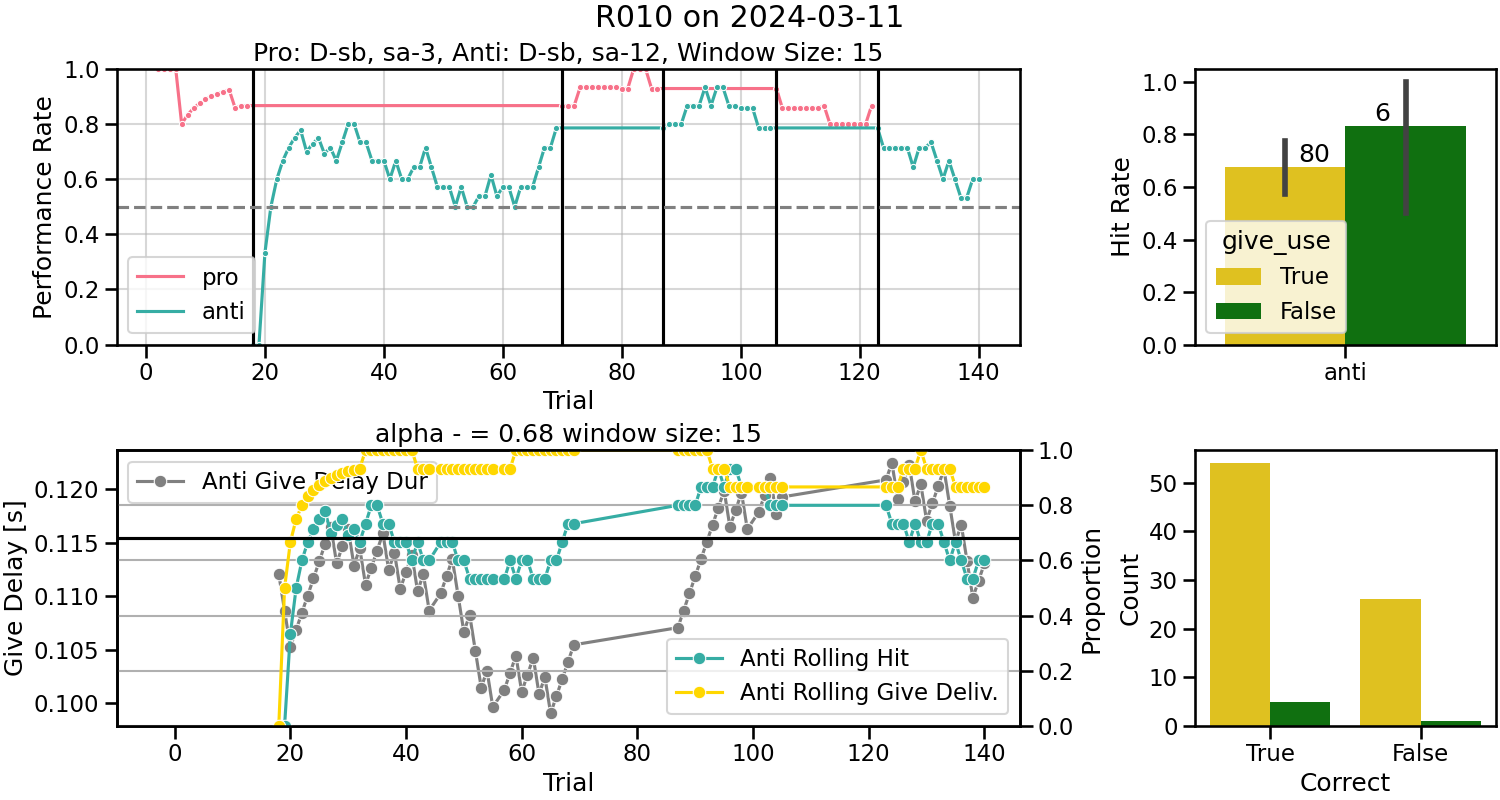 R010 on 2024-03-11
Pro: D-sb, sa-3, Anti: D-sb, sa-12, Window Size: 15
Performance Rate
1.0
0.8
0.6
0.4
0.2
0.0
pro
anti
0 20 40 60 80 100 120 140
Trial
Hit Rate
1.0
0.8
0.6
0.4
0.2
0.0
80
6
give_use
True
False
anti
alpha - = 0.68 window size: 15
Give Delay [s]
0.120
0.115
0.110
0.105
0.100
Anti Give Delay Dur
Anti Rolling Hit
Anti Rolling Give Deliv.
1.0
0.8
0.6
0.4
0.2
0.0
Proportion
0 20 40 60 80 100 120 140
Trial
Count
50
40
30
20
10
0
True False
Correct